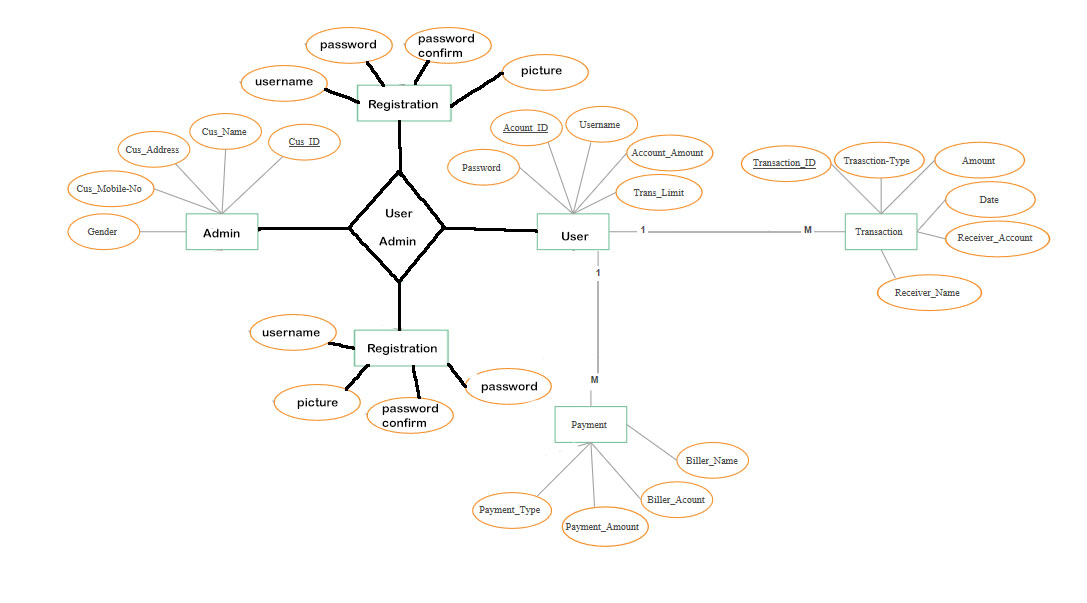 password
password
confirm
username
picture
Registration
Cus_Name
Cus_Address
Cus_ID
Cus_Mobile-No
Gender
Admin
User
Admin
Acount_ID
Username
Account_Amount
Password
Trans_Limit
User
1
M
Transaction_ID
Traasction-Type
Amount
Date
Receiver_Account
Transaction
Receiver_Name
1
M
Registration
username
picture
password
confirm
password
Payment
Biller_Name
Biller_Acount
Payment_Type
Payment_Amount